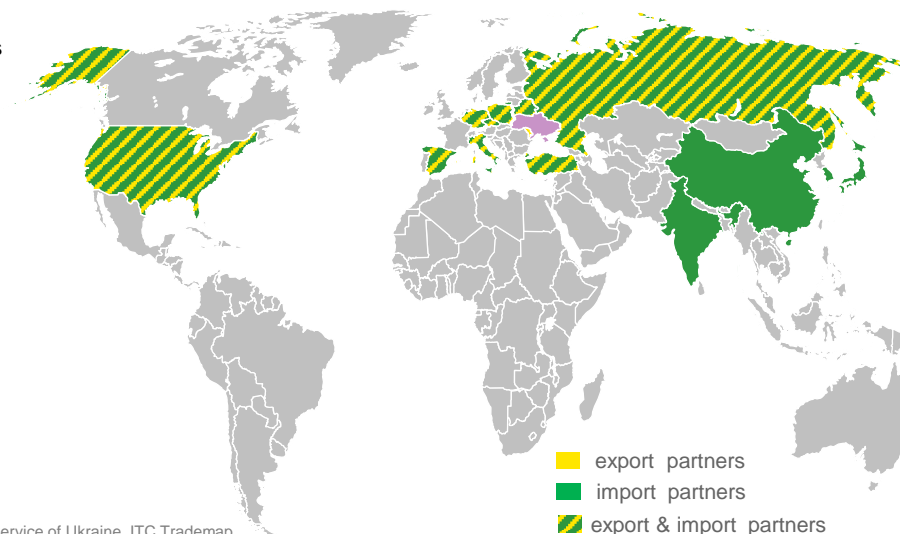 s
export partners
import partners
export & import partners
ervice of Ukraine, ITC Trademap